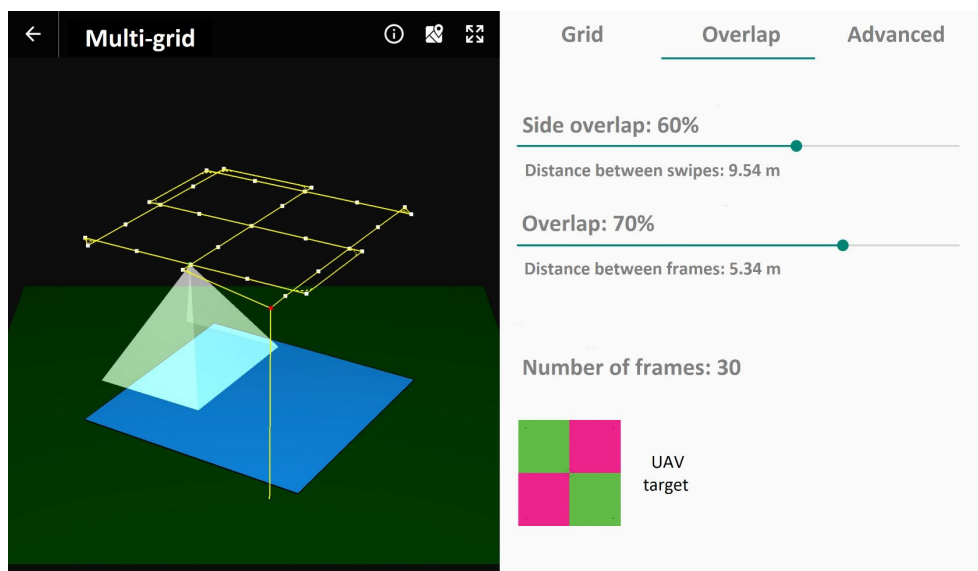 Multi-grid
Grid Overlap Advanced
Side overlap: 60%
Distance between swipes: 9.54 m
Overlap: 70%
Distance between frames: 5.34 m
Number of frames: 30
UAV
target